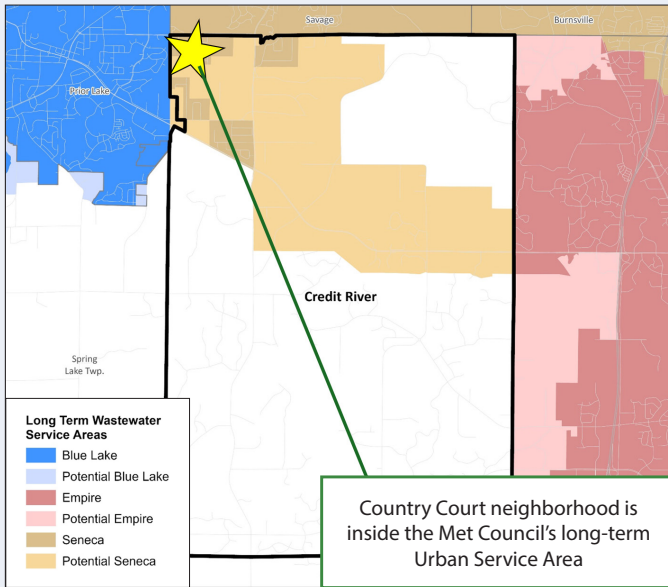 Savage
Burnsville
Prior Lake
Credit River
Spring
Lake Twp.
Long Term Wastewater
Service Areas
Blue Lake
Potential Blue Lake
Empire
Potential Empire
Seneca
Potential Seneca
Country Court neighborhood is
inside the Met Council's long-term
Urban Service Area